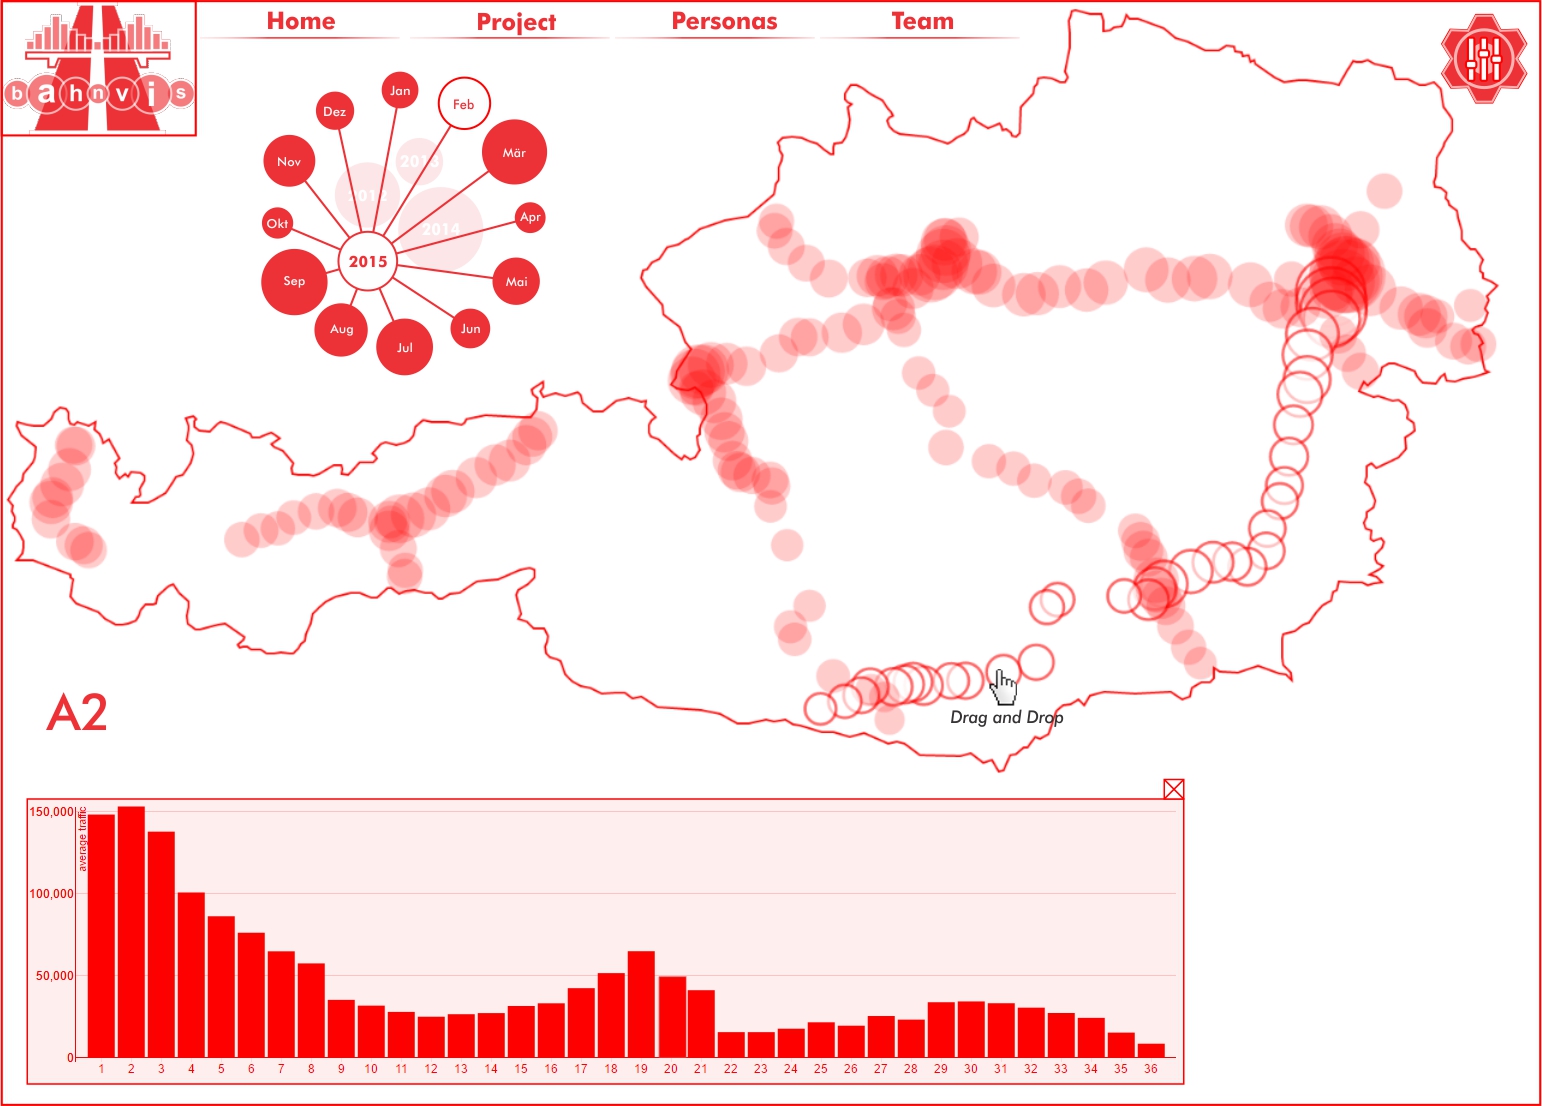 Home Project Personas Team
bahnvis
Jan
Feb
Dez
Mär
Nov
2013
2012
Apr
Okt
2014
2015
Sep
Mai
Aug
Jun
Jul
A2
Drag and Drop
average traffic
150,000
100,000
50,000
0
1 2 3 4 5 6 7 8 9 10 11 12 13 14 15 16 17 18 19 20 21 22 23 24 25 26 27 28 29 30 31 32 33 34 35 36